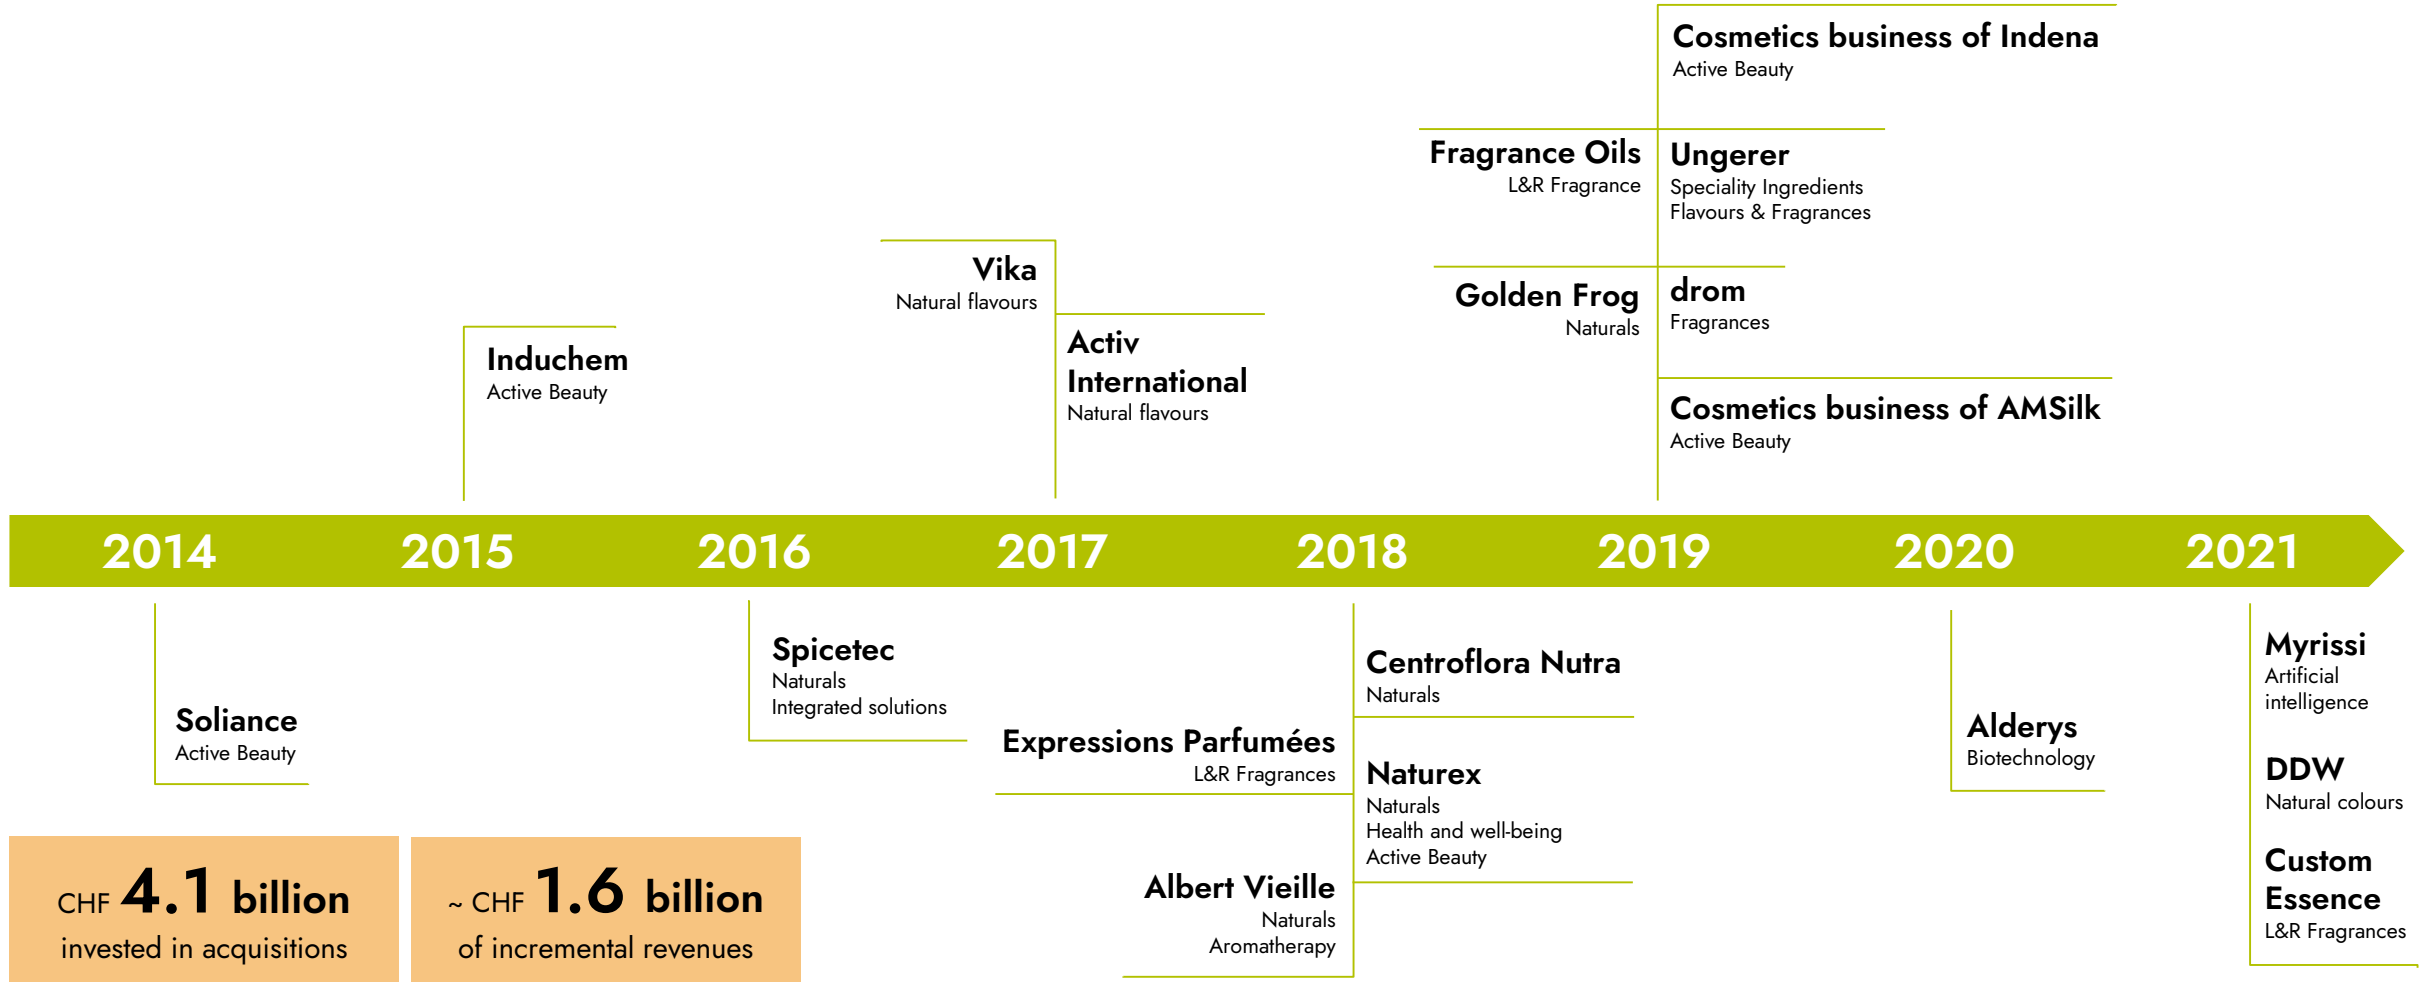 Cosmetics business of Indena
Active Beauty
Fragrance Oils
L&R Fragrance
Ungerer
Speciality Ingredients
Flavours & Fragrances
Vika
Natural flavours
Golden Frog
Naturals
drom
Fragrances
Activ
International
Natural flavours
Induchem
Active Beauty
Cosmetics business of AMSilk
Active Beauty
2014 2015 2016 2017 2018 2019 2020 2021
Soliance
Active Beauty
Spicetec
Naturals
Integrated solutions
Expressions Parfumées
L&R Fragrances
Albert Vieille
Naturals
Aromatherapy
Centroflora Nutra
Naturals
Naturex
Naturals
Health and well-being
Active Beauty
Alderys
Biotechnology
Myrissi
Artificial
intelligence
DDW
Natural colours
Custom
Essence
L&R Fragrances
CHF 4.1 billion
invested in acquisitions
~ CHF 1.6 billion
of incremental revenues